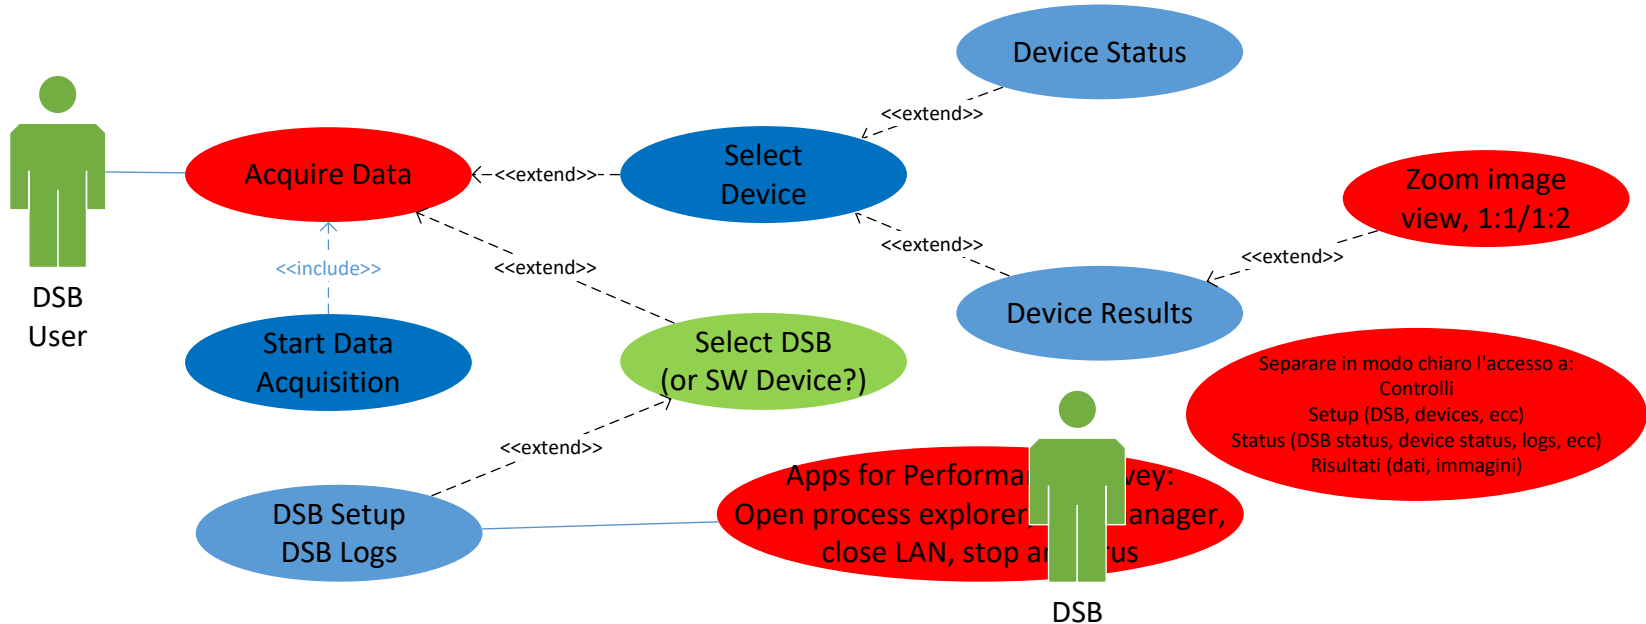 Device Status
<<extend>>
Acquire Data
<<extend>>
Select
Device
Zoom image
view, 1:1/1:2
<<extend>>
<<extend>>
<<include>>
<<extend>>
DSB
User
Device Results
Start Data
Acquisition
Select DSB
(or SW Device?)
Separare in modo chiaro l'accesso a:
Controlli
Setup (DSB, devices, ecc)
Status (DSB status, device status, logs, ecc)
Risultati (dati, immagini)
<<extend>>
DSB Setup
DSB Logs
Apps for vey:
Open process explorer, anager,
close LAN, stop rus
DSB